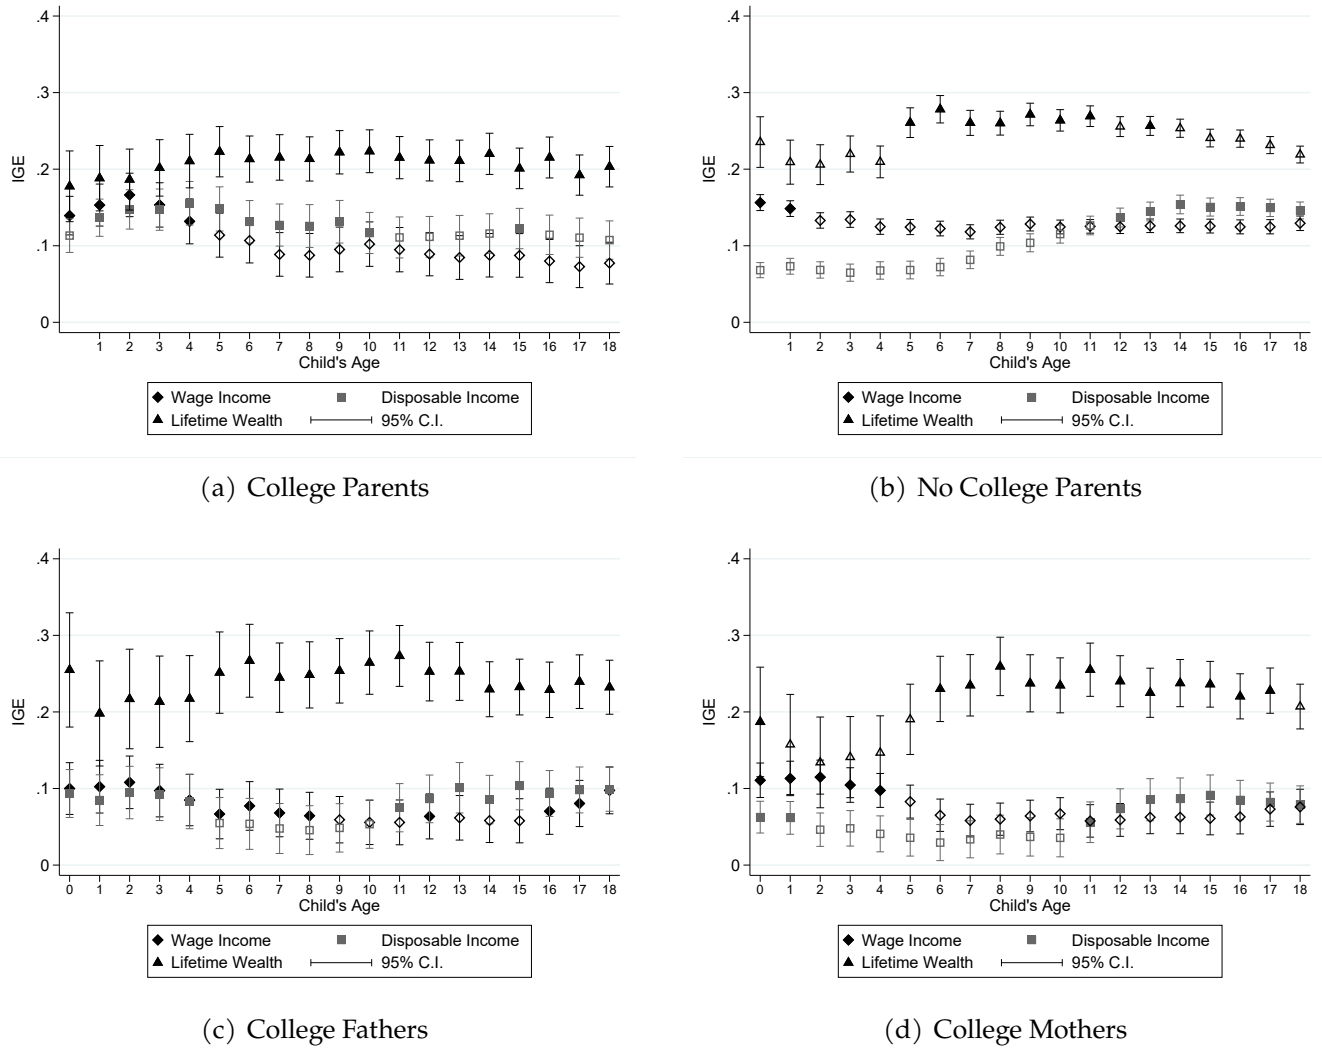 .4
.3
.2
.1
0
IGE
1 2 3 4 5 6 7 8 9 10 11 12 13 14 15 16 17 18
Child's Age
Wage Income Disposable Income
Lifetime Wealth 95% C.I.
(a) College Parents
.4
.3
.2
.1
0
IGE
1 2 3 4 5 6 7 8 9 10 11 12 13 14 15 16 17 18
Child's Age
Wage Income Disposable Income
Lifetime Wealth 95% C.I.
(b) No College Parents
.4
.3
.2
.1
0
IGE
0 1 2 3 4 5 6 7 8 9 10 11 12 13 14 15 16 17 18
Child's Age
Wage Income Disposable Income
Lifetime Wealth 95% C.I.
(c) College Fathers
.4
.3
.2
.1
0
IGE
0 1 2 3 4 5 6 7 8 9 10 11 12 13 14 15 16 17 18
Child's Age
Wage Income Disposable Income
Lifetime Wealth 95% C.I.
(d) College Mothers